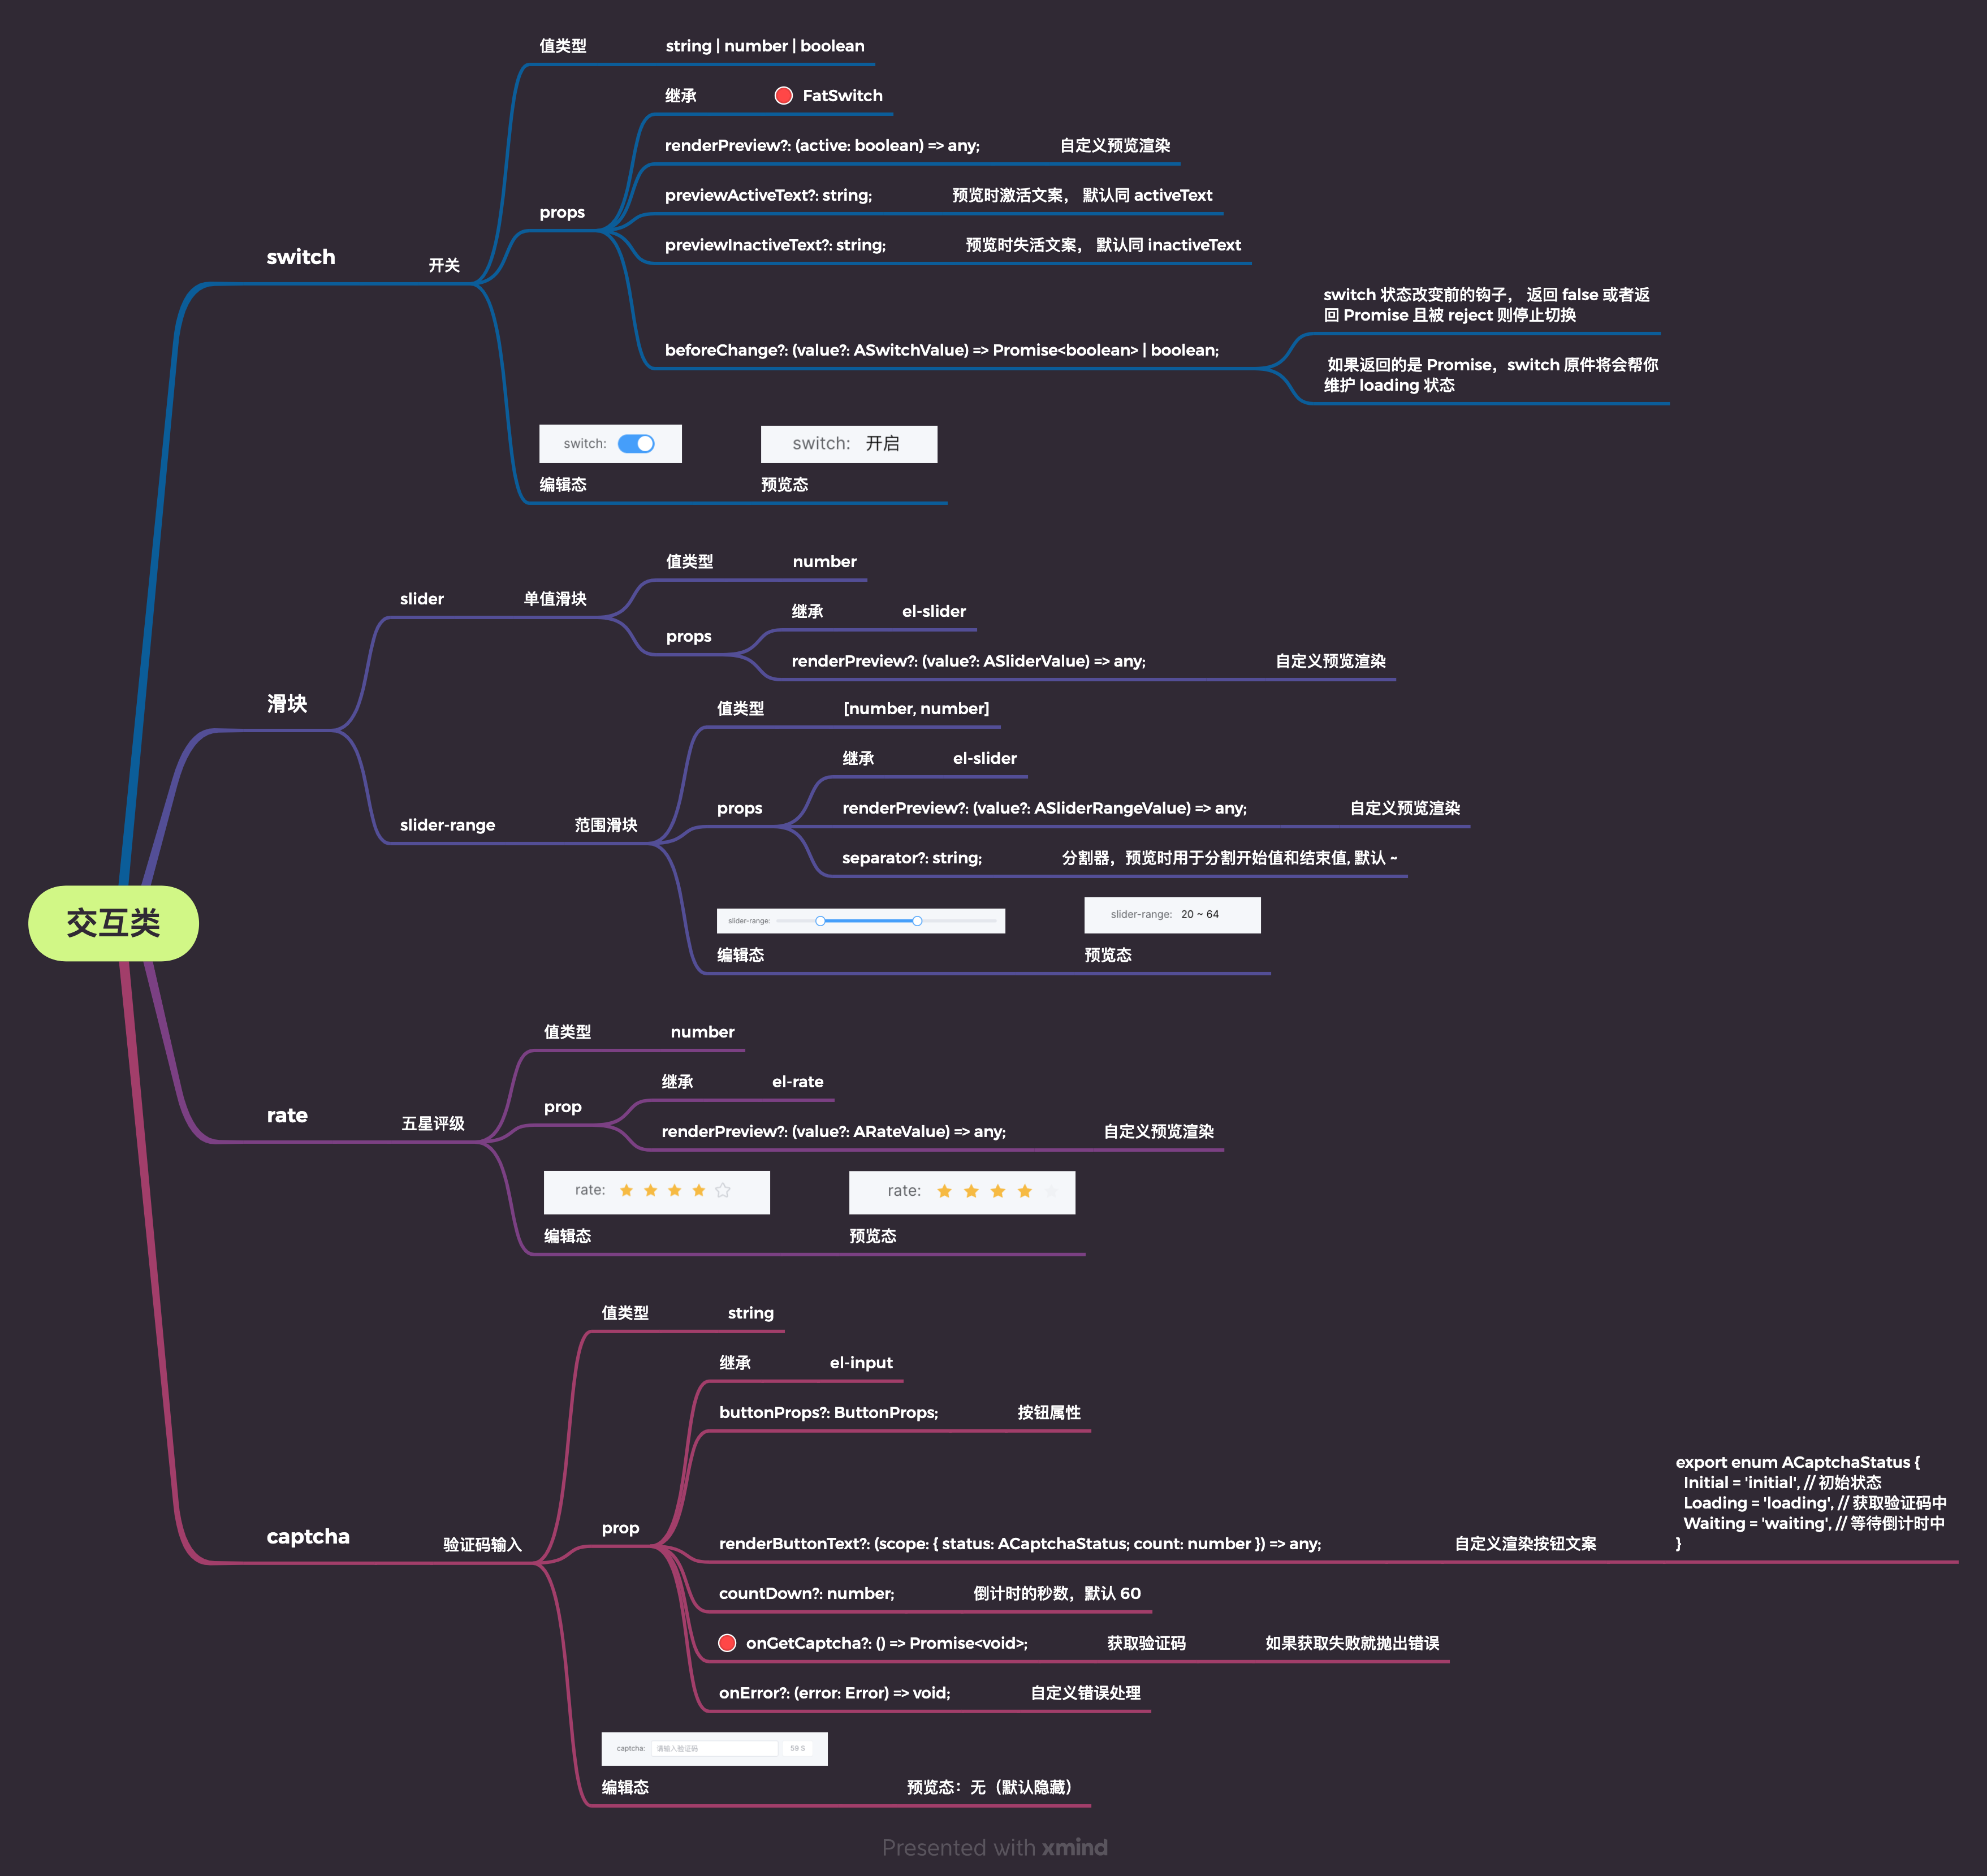 交互类
switch
开关
值类型
string | number | boolean
props
继承
FatSwitch
renderPreview?: (active: boolean) => any;
自定义预览渲染
previewActiveText?: string;
预览时激活文案， 默认同 activeText
previewInactiveText?: string;
预览时失活文案， 默认同 inactiveText
beforeChange?: (value?: ASwitchValue) => Promise<boolean> | boolean;
switch 状态改变前的钩子， 返回 false 或者返
回 Promise 且被 reject 则停止切换
如果返回的是 Promise，switch 原件将会帮你
维护 loading 状态
switch:
编辑态
switch: 开启
预览态
滑块
slider
单值滑块
值类型
number
props
继承
el-slider
renderPreview?: (value?: ASliderValue) => any;
自定义预览渲染
slider-range
范围滑块
值类型
[number, number]
props
继承
el-slider
renderPreview?: (value?: ASliderRangeValue) => any;
自定义预览渲染
separator?: string;
分割器，预览时用于分割开始值和结束值, 默认 ~
slider-range:
编辑态
slider-range: 20 ~ 64
预览态
rate
五星评级
值类型
number
prop
继承
el-rate
renderPreview?: (value?: ARateValue) => any;
自定义预览渲染
rate:
编辑态
rate:
预览态
captcha
验证码输入
值类型
string
prop
继承
el-input
buttonProps?: ButtonProps;
按钮属性
renderButtonText?: (scope: { status: ACaptchaStatus; count: number }) => any;
自定义渲染按钮文案
export enum ACaptchaStatus {
Initial = 'initial', // 初始状态
Loading = 'loading', // 获取验证码中
Waiting = 'waiting', // 等待倒计时中
}
countDown?: number;
倒计时的秒数，默认 60
onGetCaptcha?: () => Promise<void>;
获取验证码
如果获取失败就抛出错误
onError?: (error: Error) => void;
自定义错误处理
captcha: 请输入验证码 59 S
编辑态
预览态：无（默认隐藏）
Presented with xmind